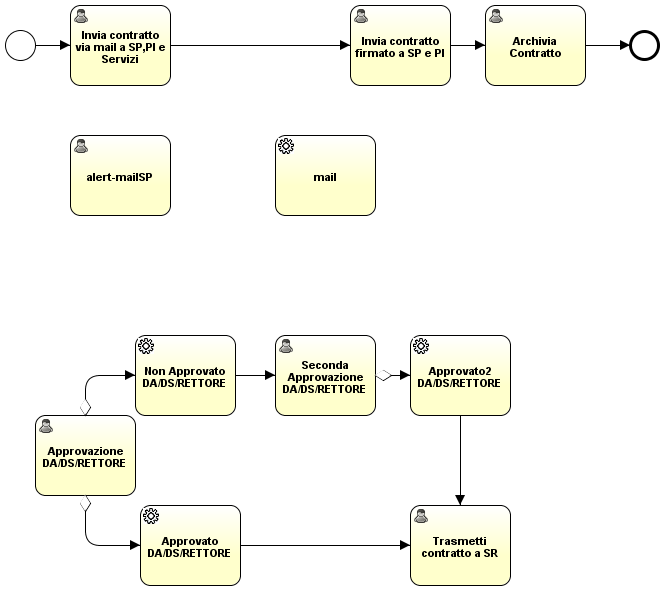 Invia contratto
via mail a SP,PI e
Servizi
Invia contratto
firmato a SP e PI
Archivia
Contratto
alert-mailSP
mail
Non Approvato
DA/DS/RETTORE
Seconda
Approvazione
DA/DS/RETTORE
Approvato2
DA/DS/RETTORE
Approvazione
DA/DS/RETTORE
Approvato
DA/DS/RETTORE
Trasmetti
contratto a SR